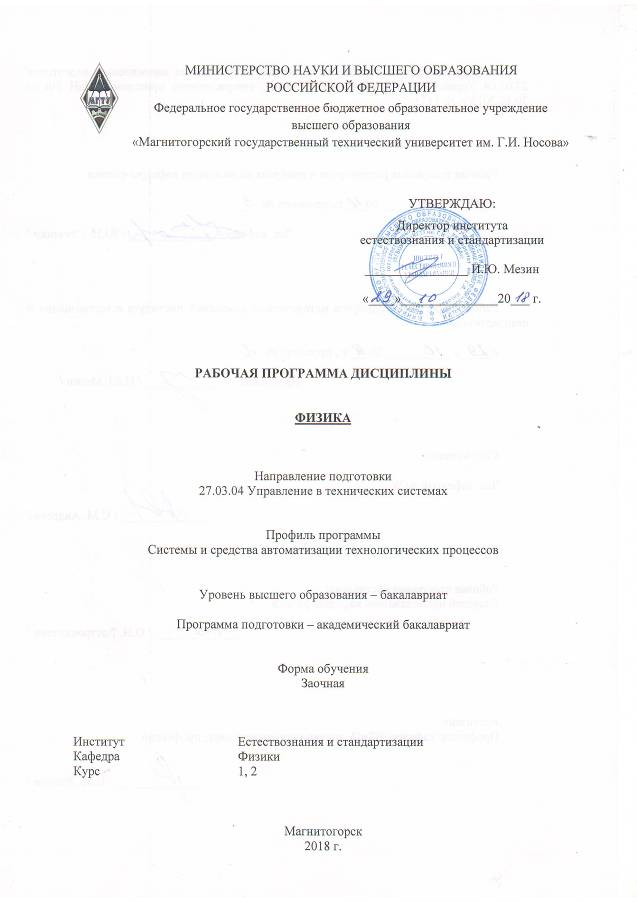 МИНИСТЕРСТВО НАУКИ И ВЫСШЕГО ОБРАЗОВАНИЯ
РОССИЙСКОЙ ФЕДЕРАЦИИ
Федеральное государственное бюджетное образовательное учреждение
высшего образования
«Магнитогорский государственный технический университет им. Г.И. Носова»
МГТУ
УТВЕРЖДАЮ:
Директор института
естествознания и стандартизации
И.Ю. Мезин
«29» 10 2018 г.
РАБОЧАЯ ПРОГРАММА ДИСЦИПЛИНЫ
ФИЗИКА
Направление подготовки
27.03.04 Управление в технических системах
Профиль программы
Системы и средства автоматизации технологических процессов
Уровень высшего образования – бакалавриат
Программа подготовки – академический бакалавриат
Форма обучения
Заочная
Институт Естествознания и стандартизации
Кафедра Физики
Курс 1, 2
Магнитогорск
2018 г.